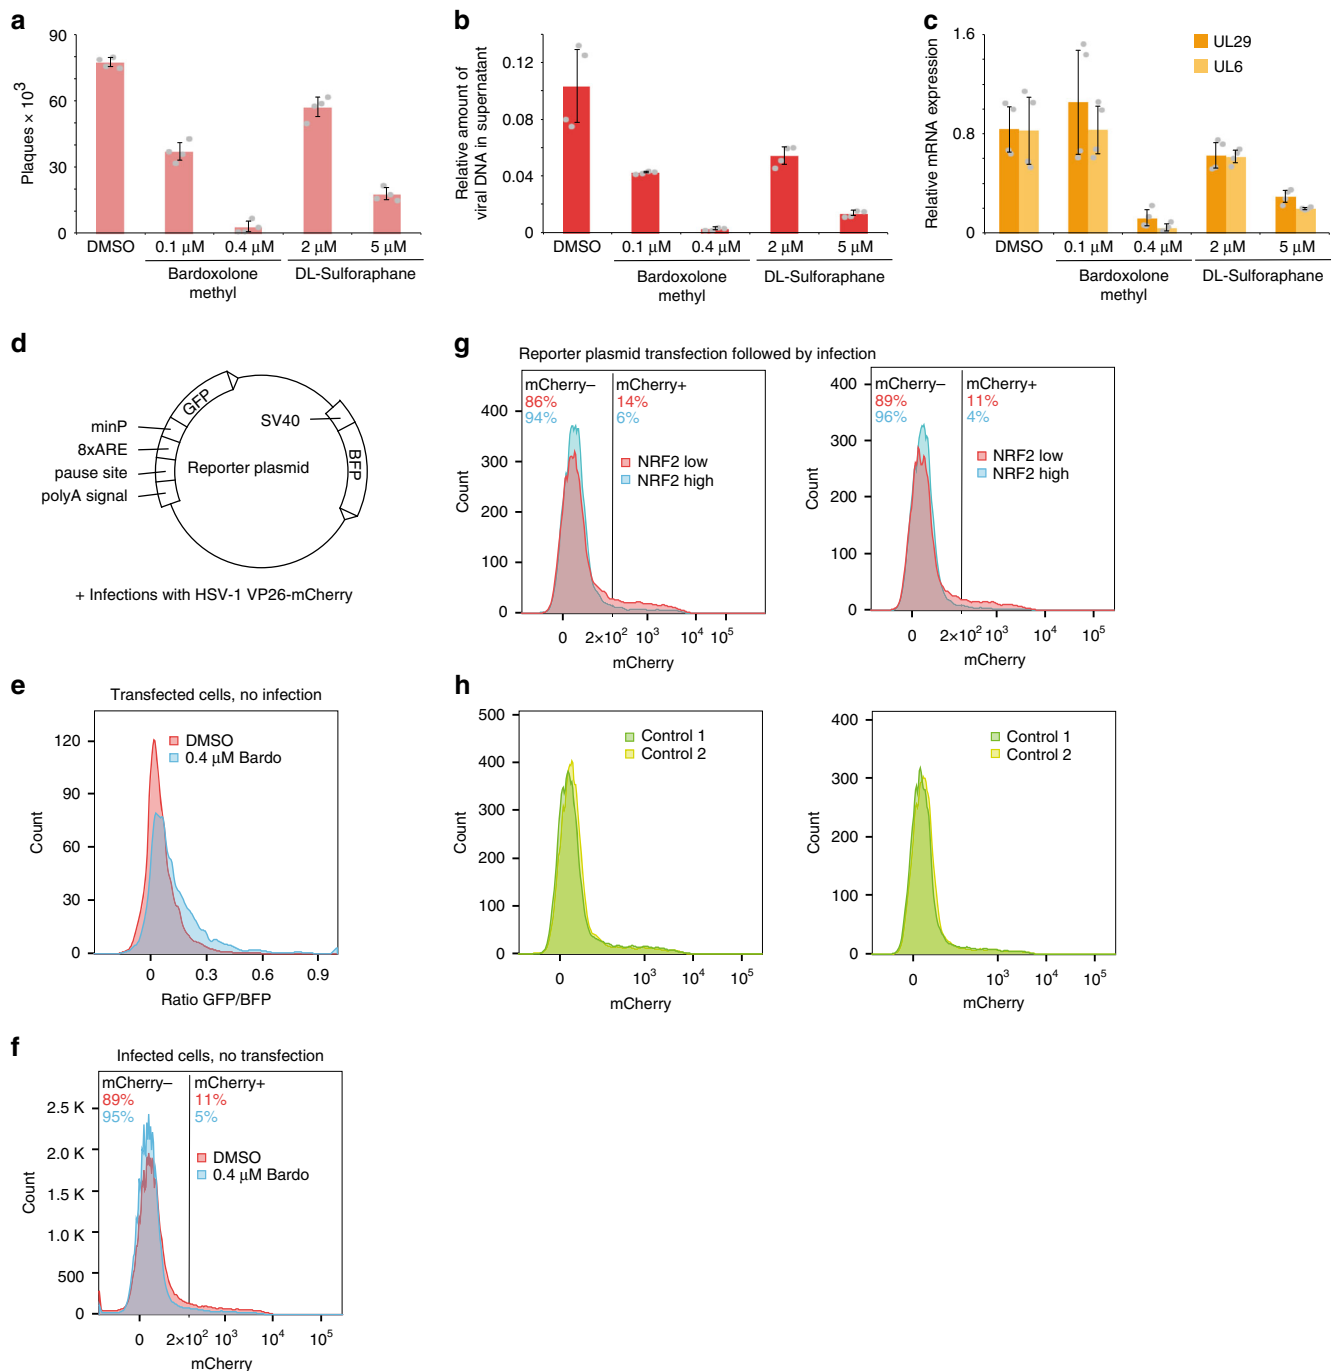 a
90
60
30
0
Plaques × 10³
DMSO
0.1 μM
0.4 μM
2 μM
5 μM
Bardoxolone
methyl
DL-Sulforaphane
b
0.12
0.08
0.04
0
Relative amount of
viral DNA in supernatant
DMSO
0.1 μM
0.4 μM
2 μM
5 μM
Bardoxolone
methyl
DL-Sulforaphane
c
1.6
0.8
0
Relative mRNA expression
UL29
UL6
DMSO
0.1 μM
0.4 μM
2 μM
5 μM
Bardoxolone
methyl
DL-Sulforaphane
d
GFP
minP
8xARE
pause site
polyA signal
Reporter plasmid
SV40
BFP
+ Infections with HSV-1 VP26-mCherry
e
Transfected cells, no infection
120
90
60
30
0
Count
DMSO
0.4 μM Bardo
0
0.3
0.6
0.9
Ratio GFP/BFP
f
Infected cells, no transfection
mCherry–
89%
95%
mCherry+
11%
5%
DMSO
0.4 μM Bardo
2.5 K
2.0 K
1.5 K
1.0 K
500
0
Count
0
2×10²
10³
10⁴
10⁵
mCherry
g
Reporter plasmid transfection followed by infection
mCherry–
86%
94%
mCherry+
14%
6%
NRF2 low
NRF2 high
400
300
200
100
0
Count
0
2×10²
10³
10⁴
10⁵
mCherry
mCherry–
89%
96%
mCherry+
11%
4%
NRF2 low
NRF2 high
400
300
200
100
0
Count
0
2×10²
10³
10⁴
10⁵
mCherry
h
500
400
300
200
100
0
Count
Control 1
Control 2
0
10³
10⁴
10⁵
mCherry
400
300
200
100
0
Count
Control 1
Control 2
0
10³
10⁴
10⁵
mCherry